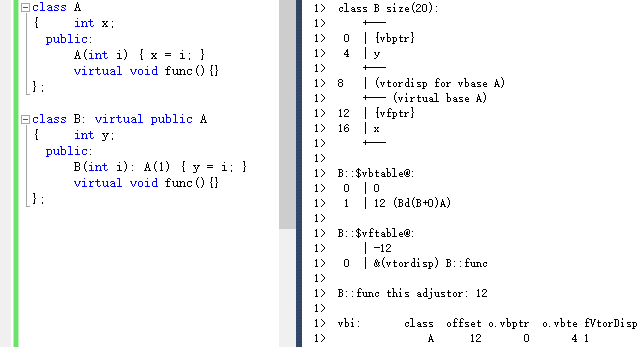 class A
{ int x;
public:
A(int i) { x = i; }
virtual void func(){}
};
class B: virtual public A
{ int y;
public:
B(int i): A(1) { y = i; }
virtual void func(){}
};
1> class B size(20):
1> +---
1> 0 | {vbptr}
1> 4 | y
1> +---
1> 8 | (vtordisp for vbase A)
1> +--- (virtual base A)
1> 12 | {vfptr}
1> 16 | x
1> +---
1>
1> B::$vbtable@:
1> 0 | 0
1> 1 | 12 (Bd(B+0)A)
1>
1> B::$vftable@:
1> | -12
1> 0 | &(vtordisp) B::func
1>
1> B::func this adjustor: 12
1>
1> vbi: class offset o.vbptr o.vbte fVtorDisp
1> A 12 0 4 1